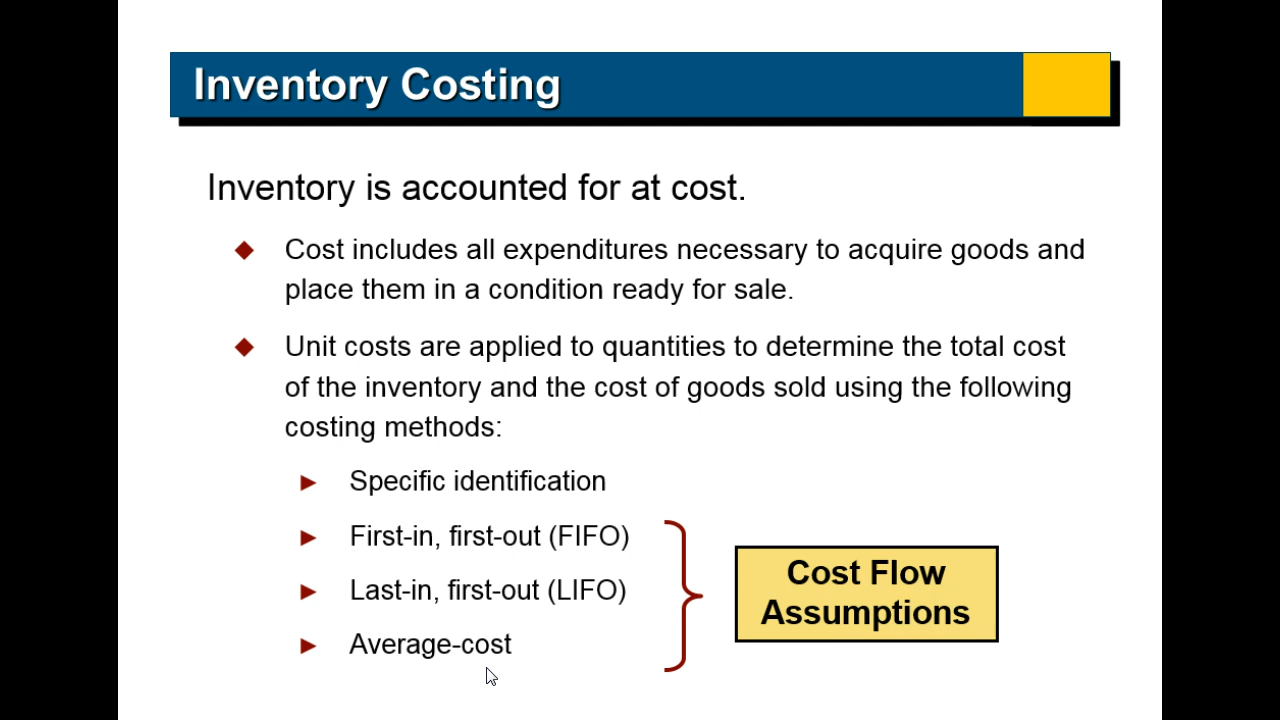 Inventory Costing
Inventory is accounted for at cost.
Cost includes all expenditures necessary to acquire goods and
place them in a condition ready for sale.
Unit costs are applied to quantities to determine the total cost
of the inventory and the cost of goods sold using the following
costing methods:
Specific identification
First-in, first-out (FIFO)
Last-in, first-out (LIFO)
Average-cost
Cost Flow
Assumptions